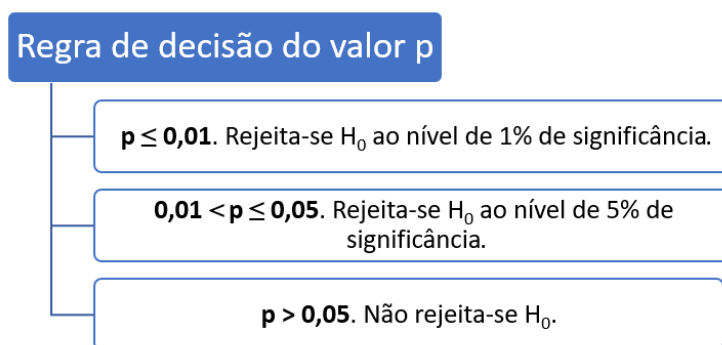 Regra de decisão do valor p
p ≤ 0,01. Rejeita-se H₀ ao nível de 1% de significância.
0,01 < p ≤ 0,05. Rejeita-se H₀ ao nível de 5% de
significância.
p > 0,05. Não rejeita-se H₀.